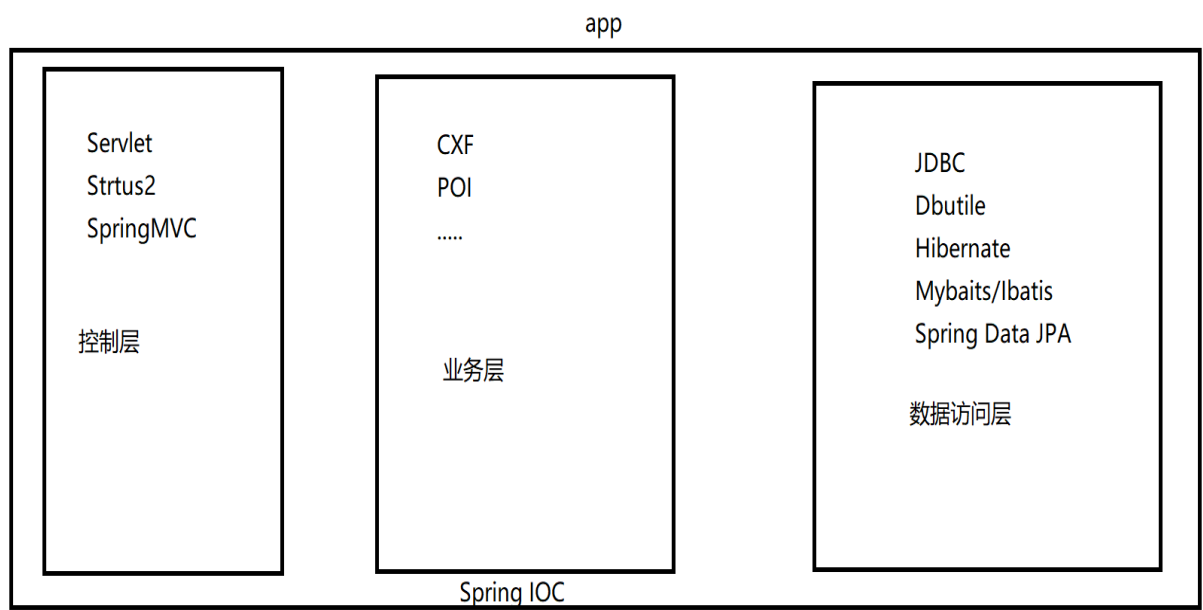 app
Servlet
Strtus2
SpringMVC
控制层
CXF
POI
.....
业务层
JDBC
Dbutile
Hibernate
Mybaits/Ibatis
Spring Data JPA
数据访问层
Spring IOC